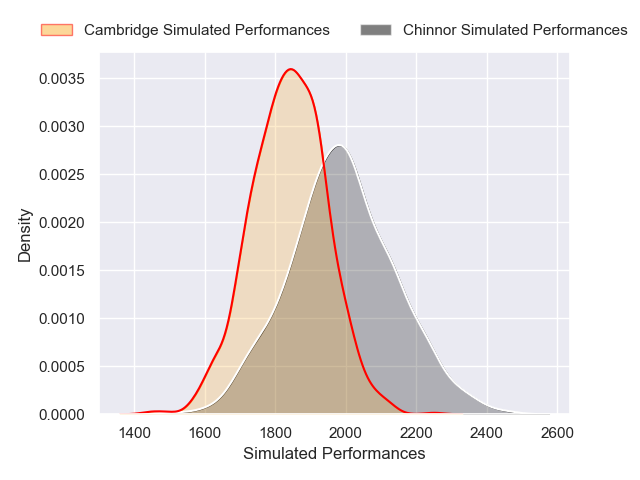 Cambridge Simulated Performances Chinnor Simulated Performances
0.0035
0.0030
0.0025
0.0020
0.0015
0.0010
0.0005
0.0000
Density
1400 1600 1800 2000 2200 2400 2600
Simulated Performances